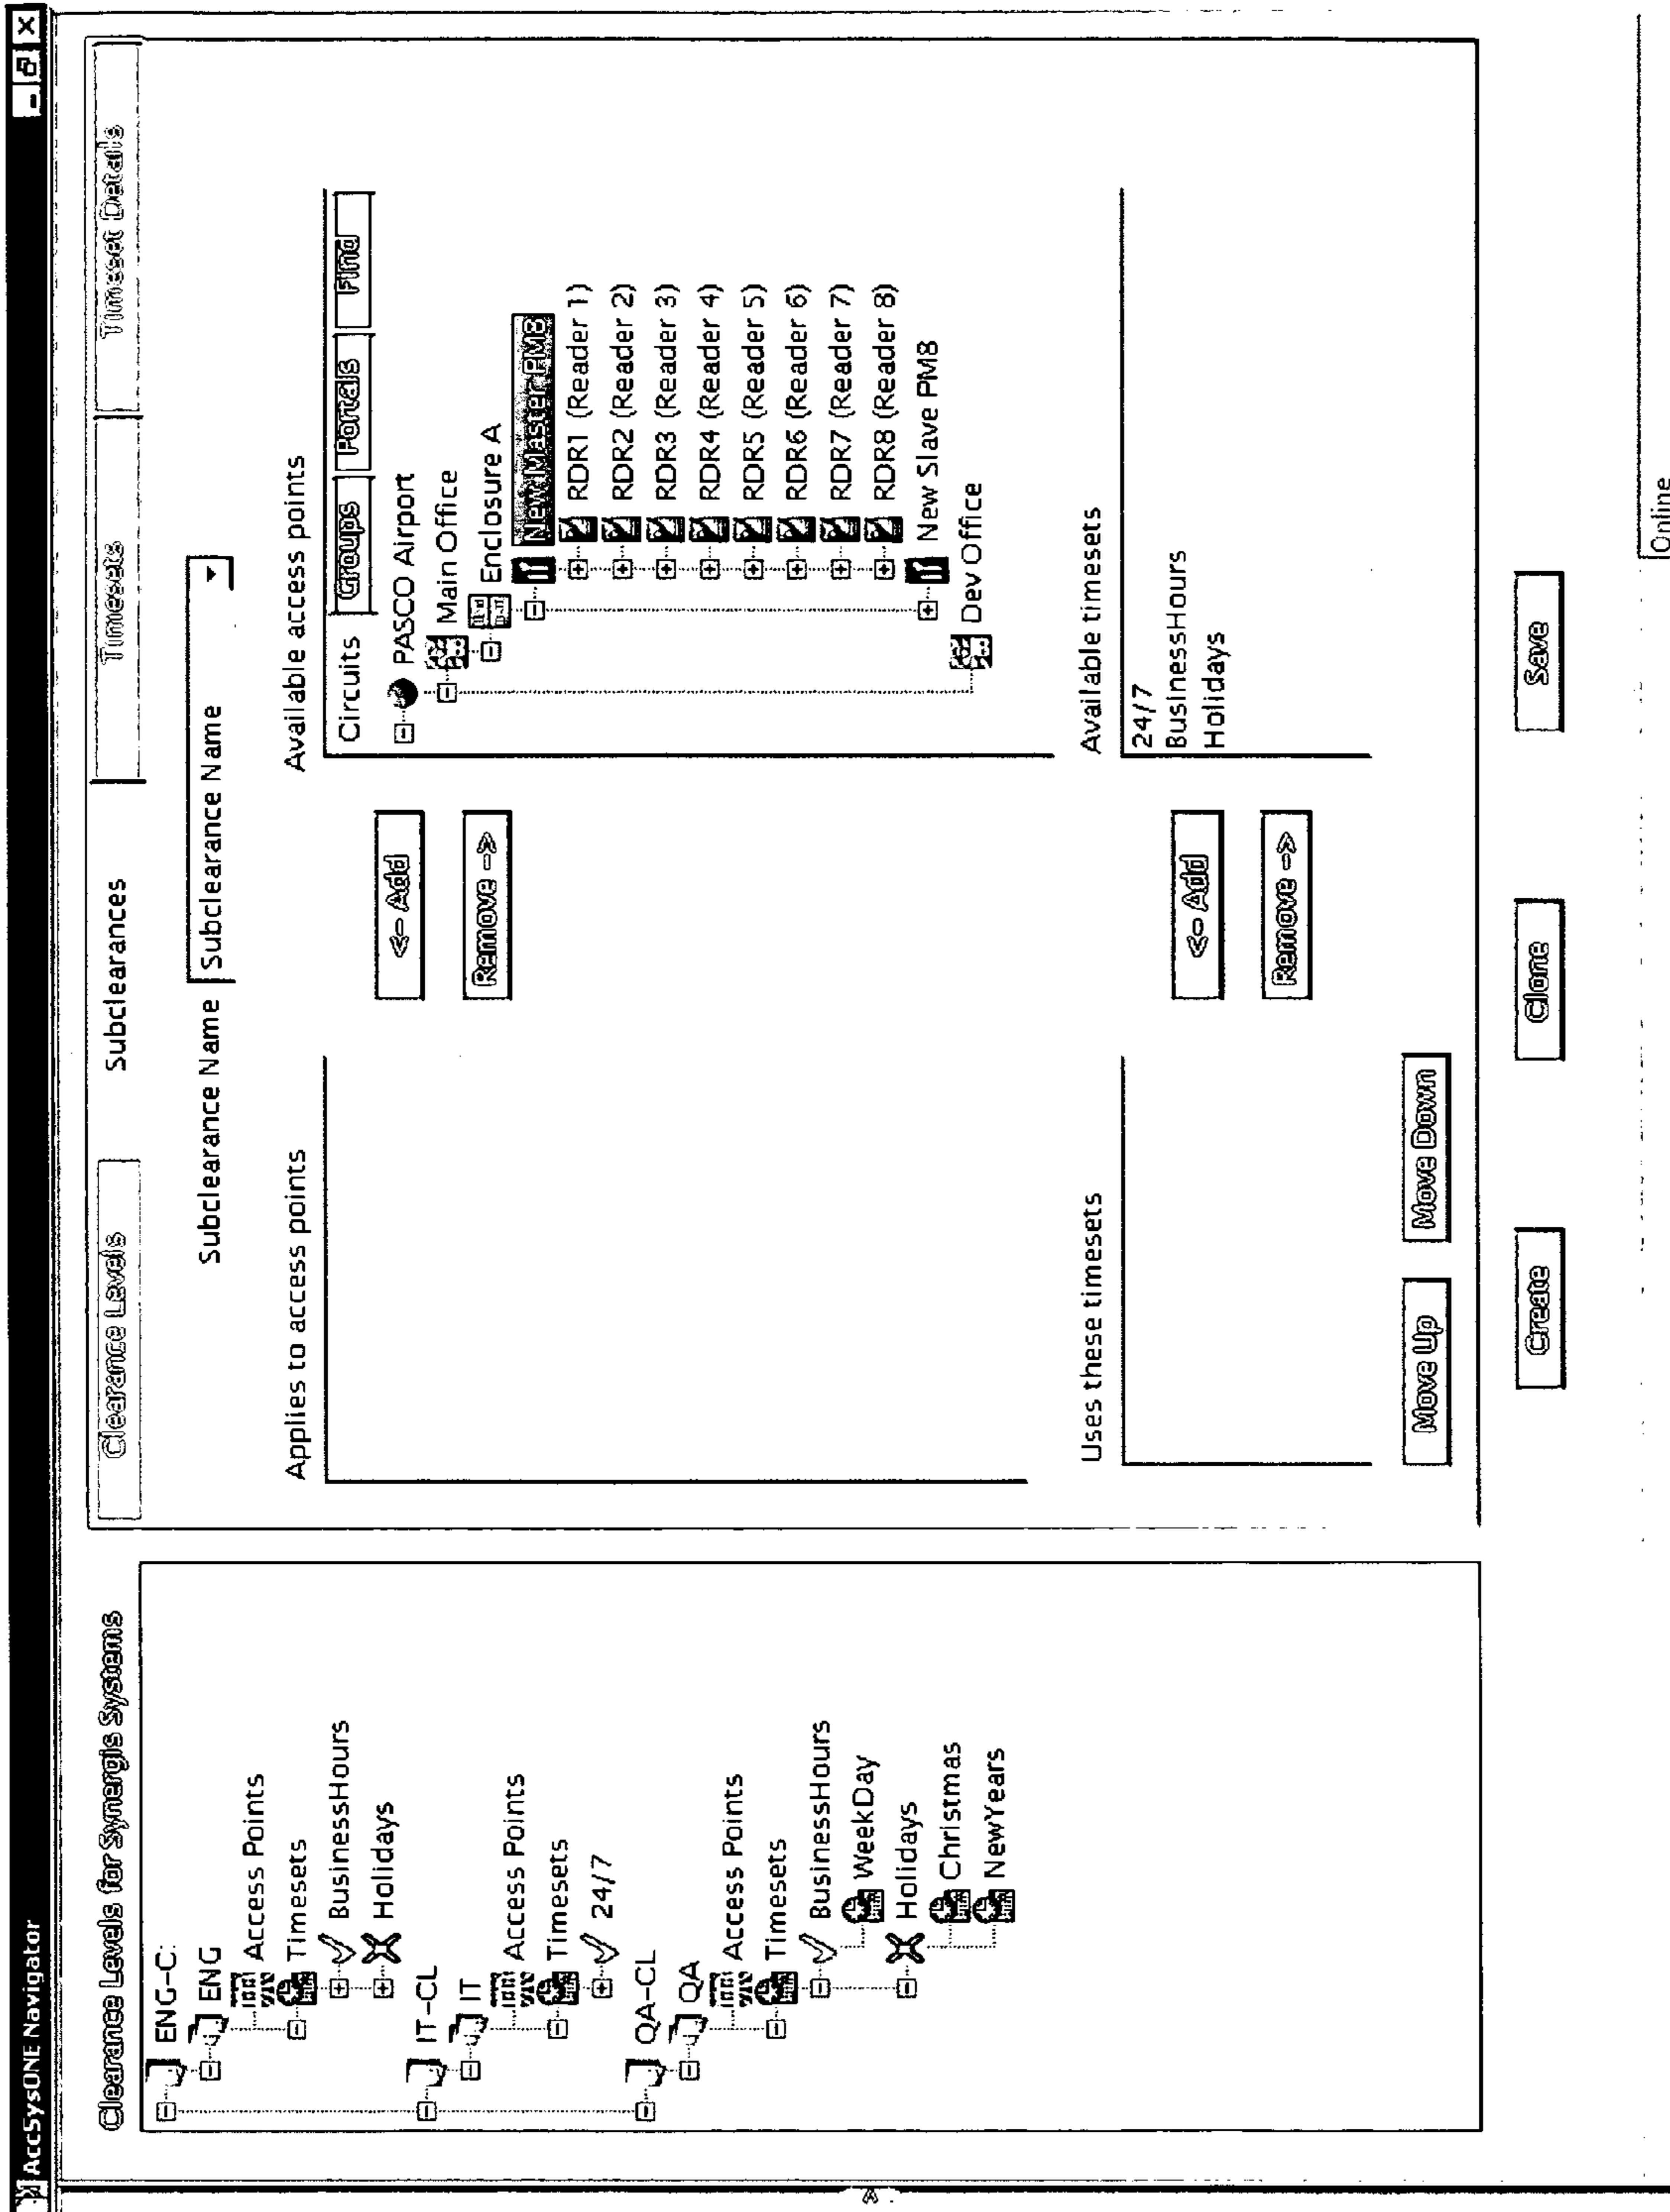 AccSysONE Navigator
Clearance Levels for Synergis Systems
ENG-C:
ENG
Access Points
Timesets
BusinessHours
Holidays
IT-CL
IT
Access Points
Timesets
24/7
QA-CL
QA
Access Points
Timesets
BusinessHours
WeekDay
Holidays
Christmas
NewYears
Clearance Levels
Subclearances
Timesets
Timeset Details
Subclearance Name
Subclearance Name
Applies to access points
<- Add
Remove ->
Available access points
Circuits
Groups
Portals
Find
PASCO Airport
Main Office
Enclosure A
New Master PM8
RDR1 (Reader 1)
RDR2 (Reader 2)
RDR3 (Reader 3)
RDR4 (Reader 4)
RDR5 (Reader 5)
RDR6 (Reader 6)
RDR7 (Reader 7)
RDR8 (Reader 8)
New Slave PM8
Dev Office
Uses these timesets
<- Add
Remove ->
Available timesets
24/7
BusinessHours
Holidays
Move Up
Move Down
Create
Clone
Save
Online